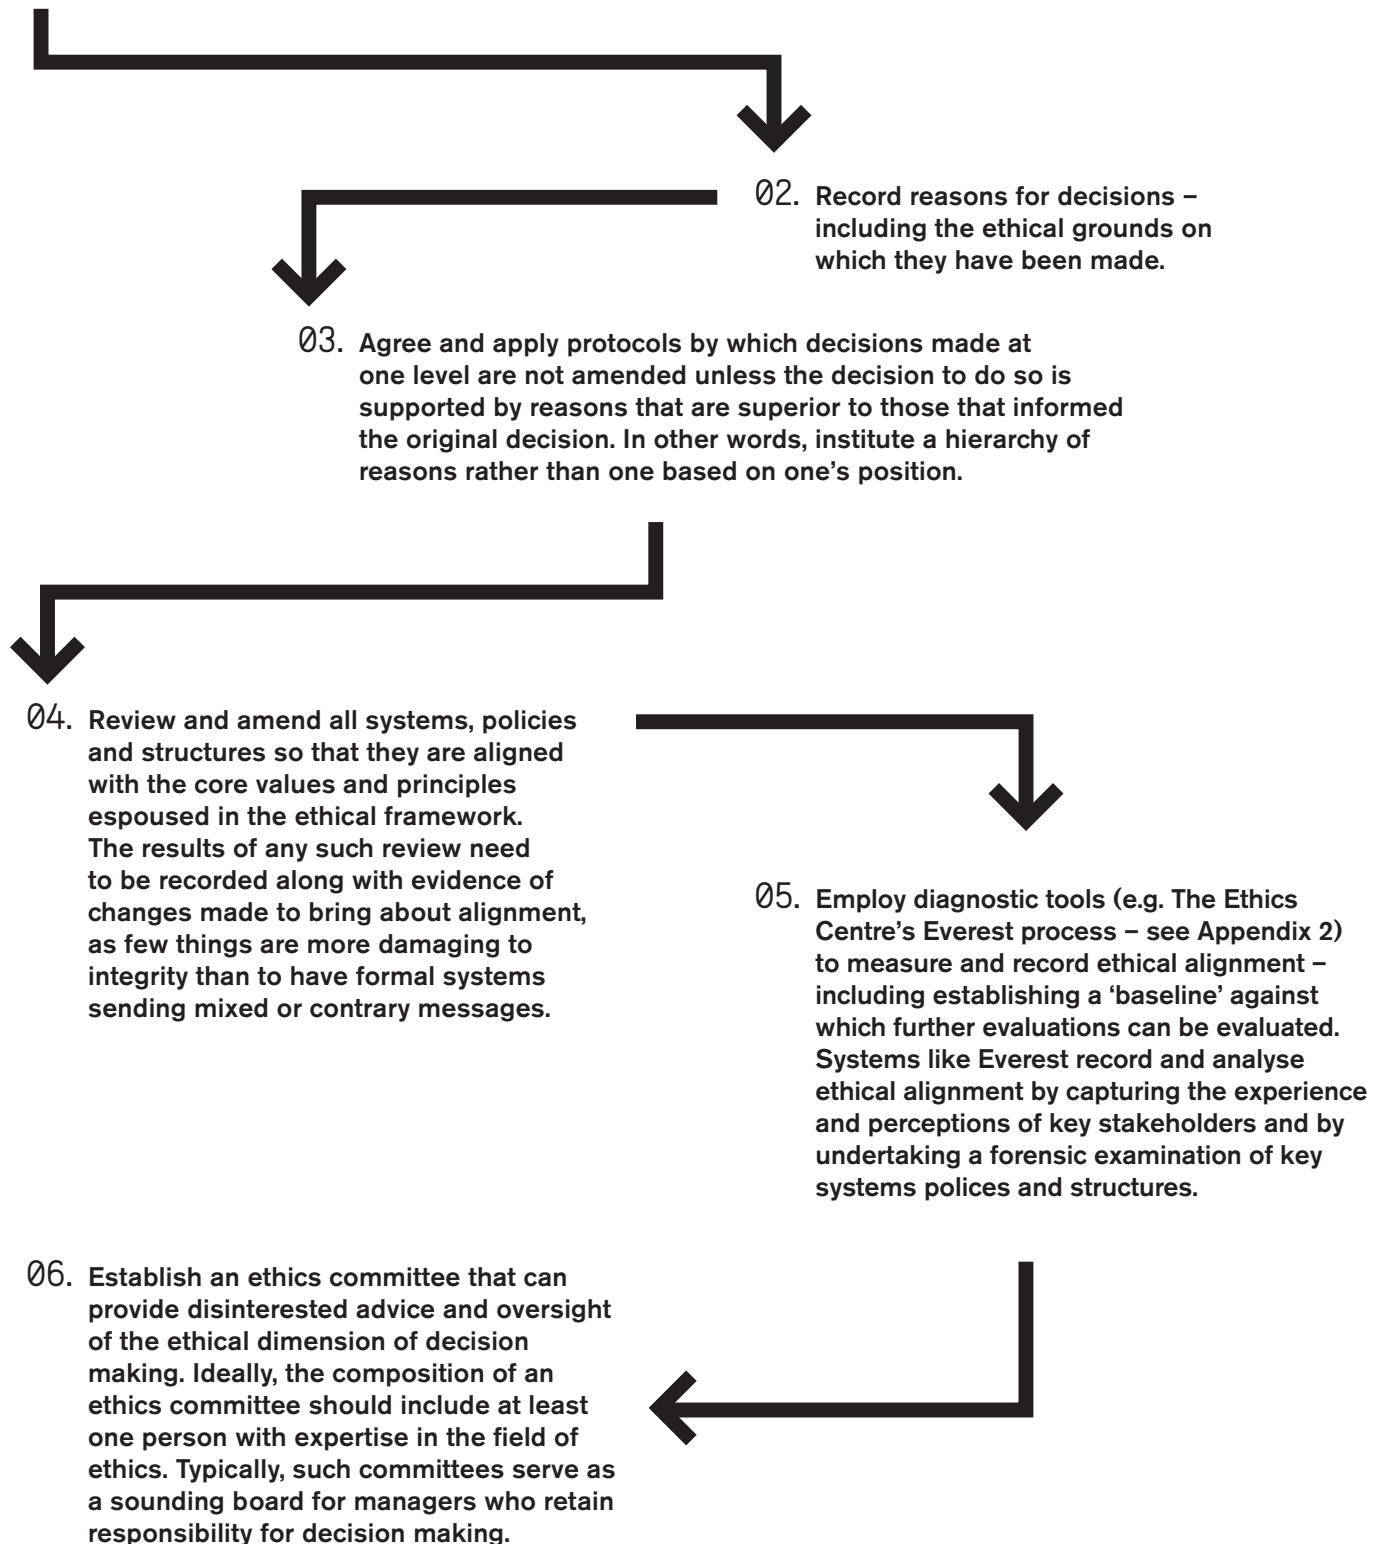 02. Record reasons for decisions –
including the ethical grounds on
which they have been made.
03. Agree and apply protocols by which decisions made at
one level are not amended unless the decision to do so is
supported by reasons that are superior to those that informed
the original decision. In other words, institute a hierarchy of
reasons rather than one based on one’s position.
04. Review and amend all systems, policies
and structures so that they are aligned
with the core values and principles
espoused in the ethical framework.
The results of any such review need
to be recorded along with evidence of
changes made to bring about alignment,
as few things are more damaging to
integrity than to have formal systems
sending mixed or contrary messages.
05. Employ diagnostic tools (e.g. The Ethics
Centre’s Everest process – see Appendix 2)
to measure and record ethical alignment –
including establishing a ‘baseline’ against
which further evaluations can be evaluated.
Systems like Everest record and analyse
ethical alignment by capturing the experience
and perceptions of key stakeholders and by
undertaking a forensic examination of key
systems polices and structures.
06. Establish an ethics committee that can
provide disinterested advice and oversight
of the ethical dimension of decision
making. Ideally, the composition of an
ethics committee should include at least
one person with expertise in the field of
ethics. Typically, such committees serve as
a sounding board for managers who retain
responsibility for decision making.